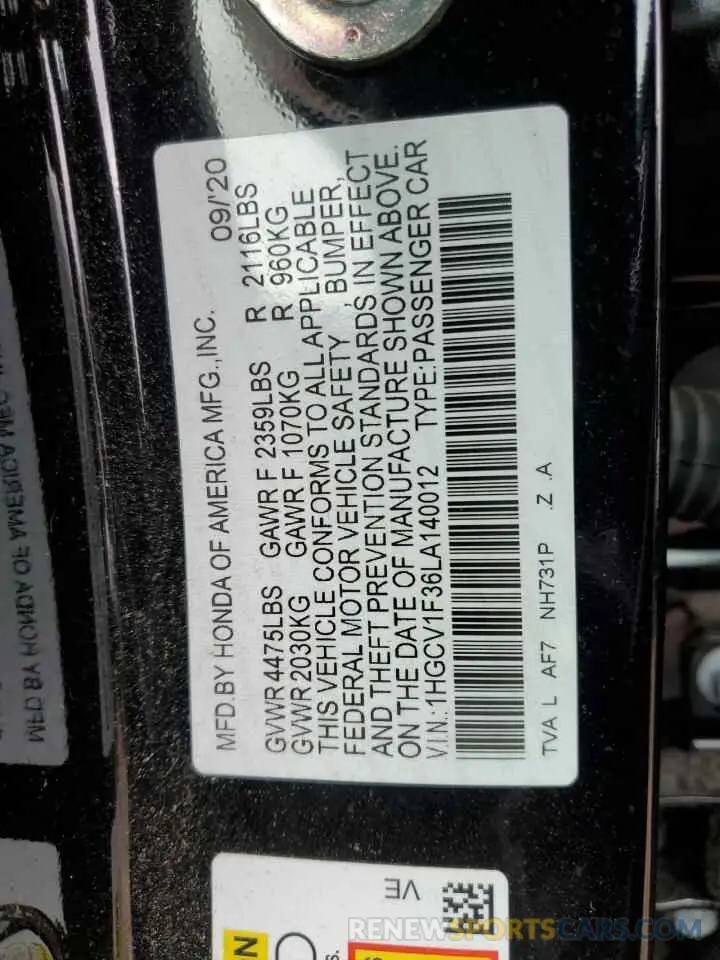 MFD.BY HONDA OF AMERICA MFG.,INC. 09/'20
GVWR 4475LBS GAWR F 2359LBS R 2116LBS
GVWR 2030KG GAWR F 1070KG R 960KG
THIS VEHICLE CONFORMS TO ALL APPLICABLE
FEDERAL MOTOR VEHICLE SAFETY, BUMPER,
AND THEFT PREVENTION STANDARDS IN EFFECT
ON THE DATE OF MANUFACTURE SHOWN ABOVE.
V.I.N.:1HGCV1F36LA140012 TYPE:PASSENGER CAR
TVA L AF7 NH731P .Z .A
VE
RENEWSPORTSCARS.COM